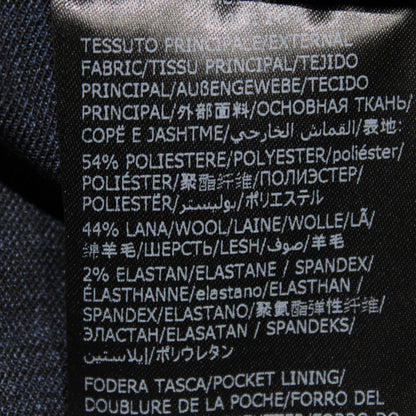 TESSUTO PRINCIPALE/EXTERNAL
FABRIC/TISSU PRINCIPAL/TEJIDO
PRINCIPAL/AUßENGEWEBE/TECIDO
PRINCIPAL/外部面料/ОСНОВНАЯ ТКАНЬ/
COPË E JASHTME/القماش الخارجي/表地:
54% POLIESTERE/POLYESTER/poliéster/
POLIÉSTER/聚酯纤维/ПОЛИЭСТЕР/
POLIESTÉR/بوليستر/ポリエステル
44% LANA/WOOL/LAINE/WOLLE/LÃ/
绵羊毛/ШЕРСТЬ/LESH/صوف/羊毛
2% ELASTAN/ELASTANE / SPANDEX/
ÉLASTHANNE/elastano/ELASTHAN /
SPANDEX/ELASTANO/聚氨酯弹性纤维/
ЭЛАСТАН/ELASTAN / SPANDEKS/
إيلاستين/ポリウレタン
FODERA TASCA/POCKET LINING/
DOUBLURE DE LA POCHE/FORRO DEL